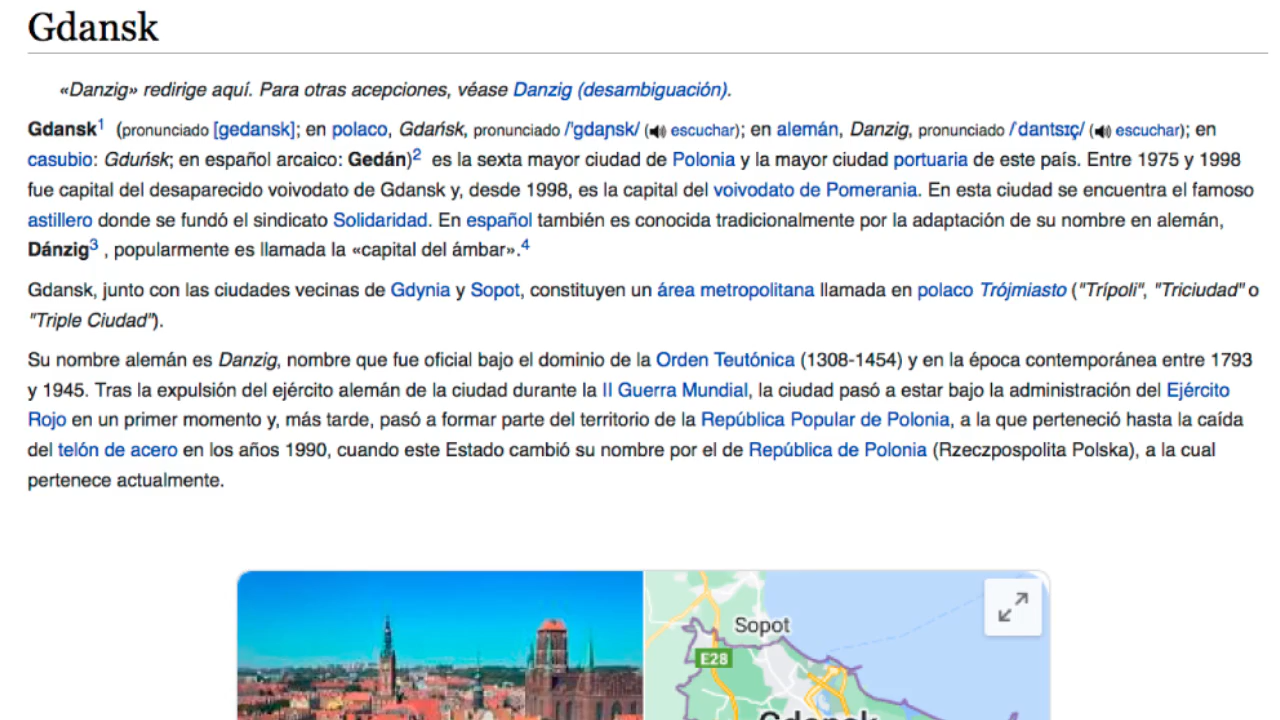 Gdansk
«Danzig» redirige aquí. Para otras acepciones, véase Danzig (desambiguación).
Gdansk1 (pronunciado [gedansk]; en polaco, Gdańsk, pronunciado /'gdaɲsk/ ( escuchar); en alemán, Danzig, pronunciado /ˈdantsɪç/ ( escuchar); en
casubio: Gduńsk; en español arcaico: Gedán)2 es la sexta mayor ciudad de Polonia y la mayor ciudad portuaria de este país. Entre 1975 y 1998
fue capital del desaparecido voivodato de Gdansk y, desde 1998, es la capital del voivodato de Pomerania. En esta ciudad se encuentra el famoso
astillero donde se fundó el sindicato Solidaridad. En español también es conocida tradicionalmente por la adaptación de su nombre en alemán,
Dánzig3 , popularmente es llamada la «capital del ámbar».4
Gdansk, junto con las ciudades vecinas de Gdynia y Sopot, constituyen un área metropolitana llamada en polaco Trójmiasto ("Trípoli", "Triciudad" o
"Triple Ciudad").
Su nombre alemán es Danzig, nombre que fue oficial bajo el dominio de la Orden Teutónica (1308-1454) y en la época contemporánea entre 1793
y 1945. Tras la expulsión del ejército alemán de la ciudad durante la II Guerra Mundial, la ciudad pasó a estar bajo la administración del Ejército
Rojo en un primer momento y, más tarde, pasó a formar parte del territorio de la República Popular de Polonia, a la que perteneció hasta la caída
del telón de acero en los años 1990, cuando este Estado cambió su nombre por el de República de Polonia (Rzeczpospolita Polska), a la cual
pertenece actualmente.
Sopot
E28
Gdansk